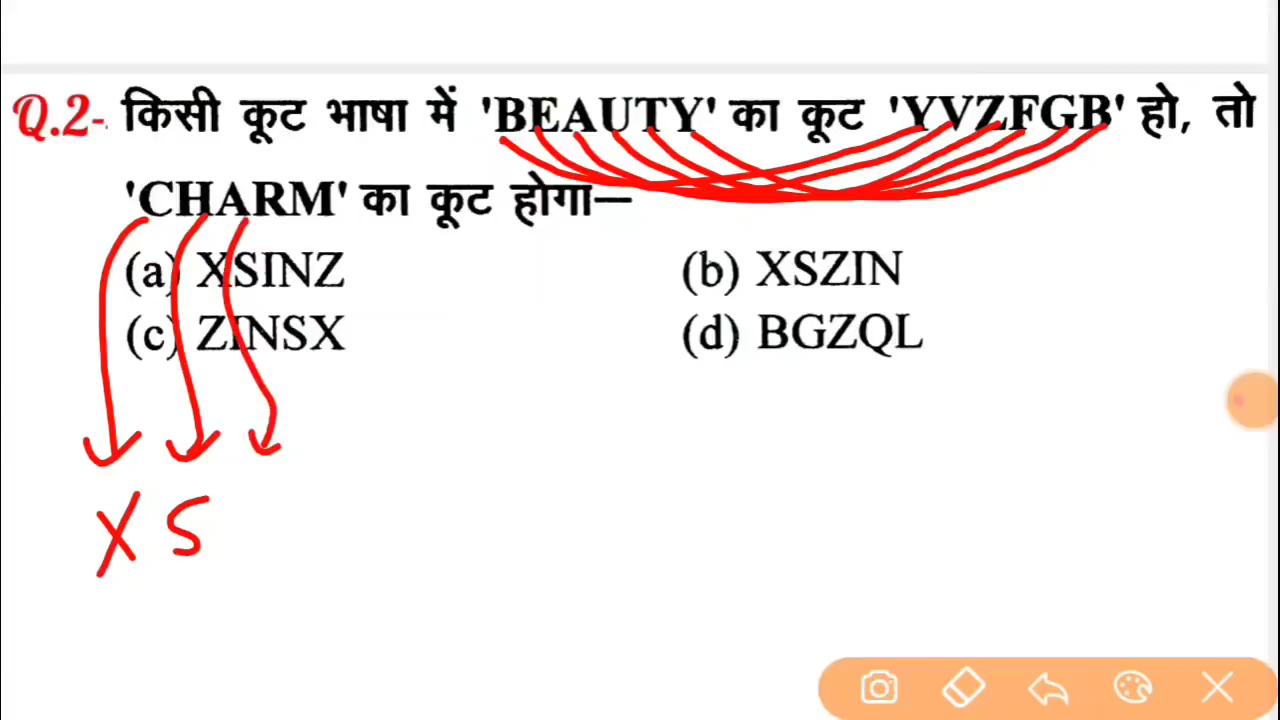 Q.2- किसी कूट भाषा में 'BEAUTY' का कूट 'YVZFGB' हो, तो
'CHARM' का कूट होगा—
(a) XSINZ (b) XSZIN
(c) ZINSX (d) BGZQL
X S